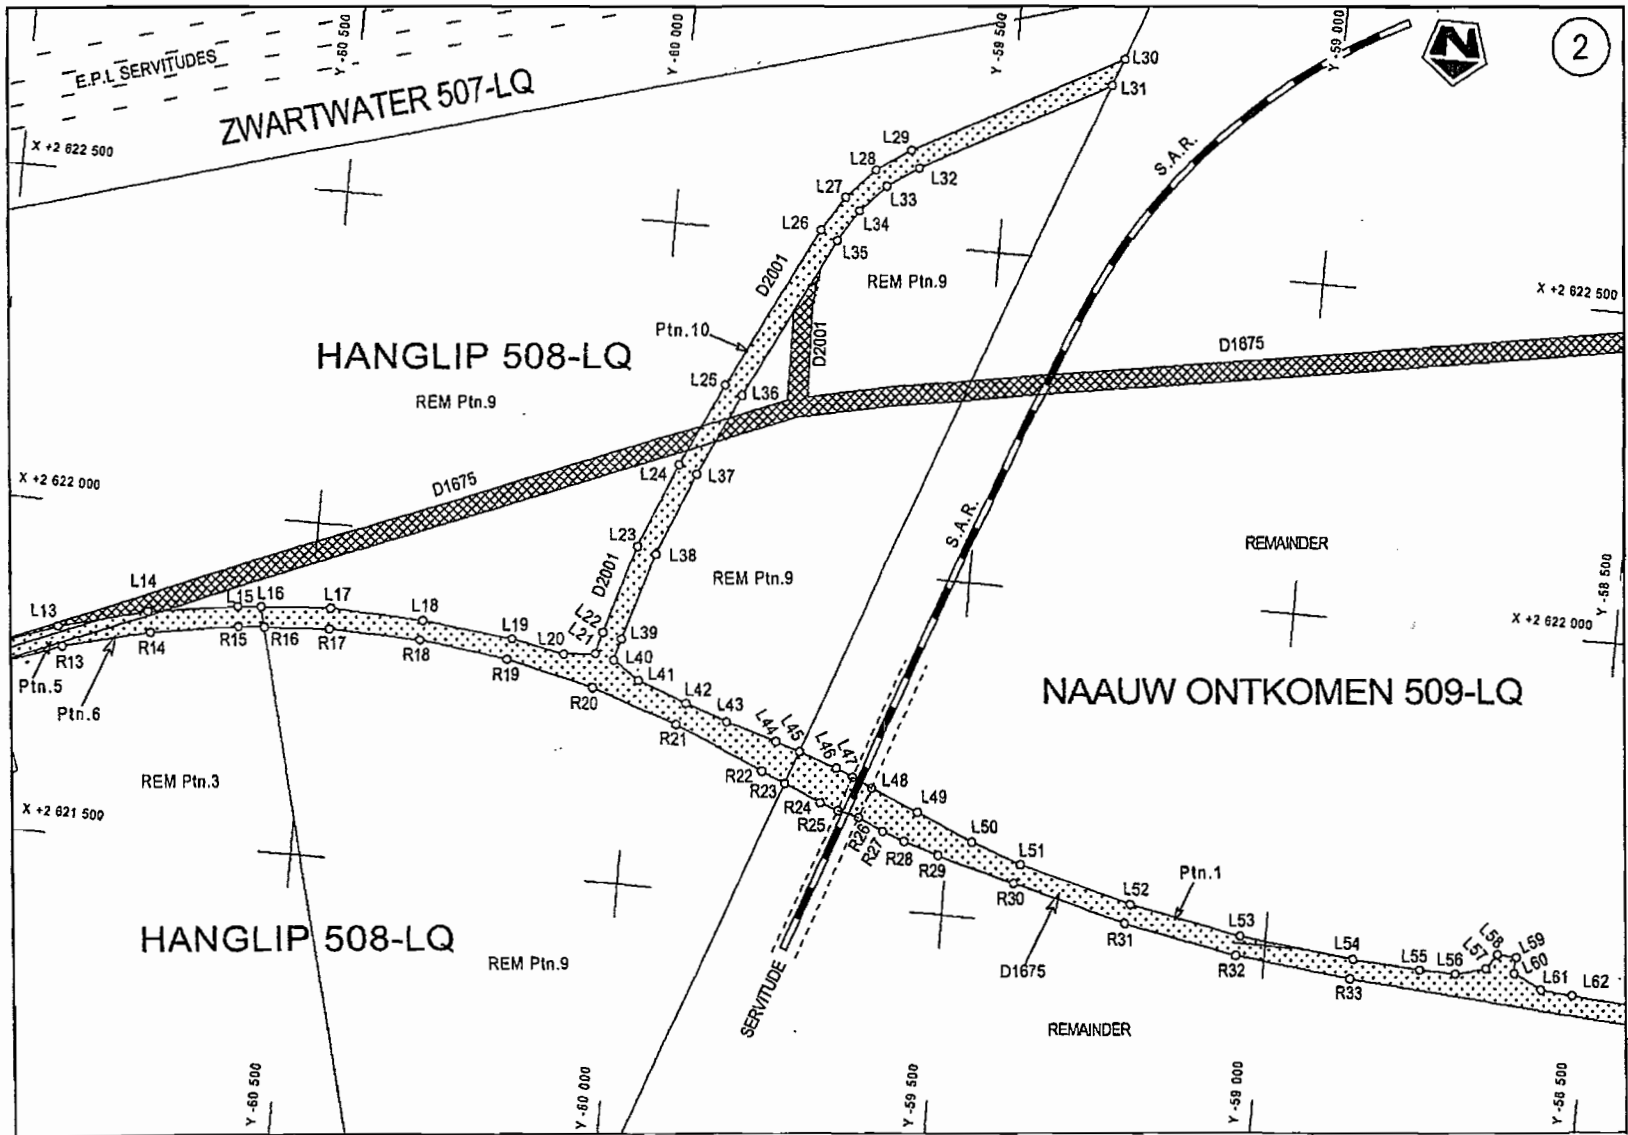 Y -60 500
Y -60 000
Y -59 500
Y -59 000
N
2
E.P.L SERVITUDES
ZWARTWATER 507-LQ
X +2 622 500
L30
L31
S.A.R.
L29
L28
L32
L27
L33
L34
L26
L35
D2001
REM Ptn.9
X +2 622 500
Ptn.10
D2001
D1675
HANGLIP 508-LQ
L25
L36
REM Ptn.9
L24
L37
D1675
X +2 622 000
S.A.R.
L23
L38
REMAINDER
D2001
REM Ptn.9
Y -58 500
X +2 622 000
L13
L14
L15
L16
L17
L18
L19
L20
L21
L22
L39
L40
L41
L42
L43
L44
L45
L46
L47
L48
L49
L50
L51
L52
L53
L54
L55
L56
L57
L58
L59
L60
L61
L62
R13
R14
R15
R16
R17
R18
R19
R20
R21
R22
R23
R24
R25
R26
R27
R28
R29
R30
R31
R32
R33
Ptn.5
Ptn.6
NAAUW ONTKOMEN 509-LQ
REM Ptn.3
X +2 621 500
Ptn.1
HANGLIP 508-LQ
REM Ptn.9
D1675
SERVITUDE
REMAINDER
Y -60 500
Y -60 000
Y -59 500
Y -59 000
Y -58 500